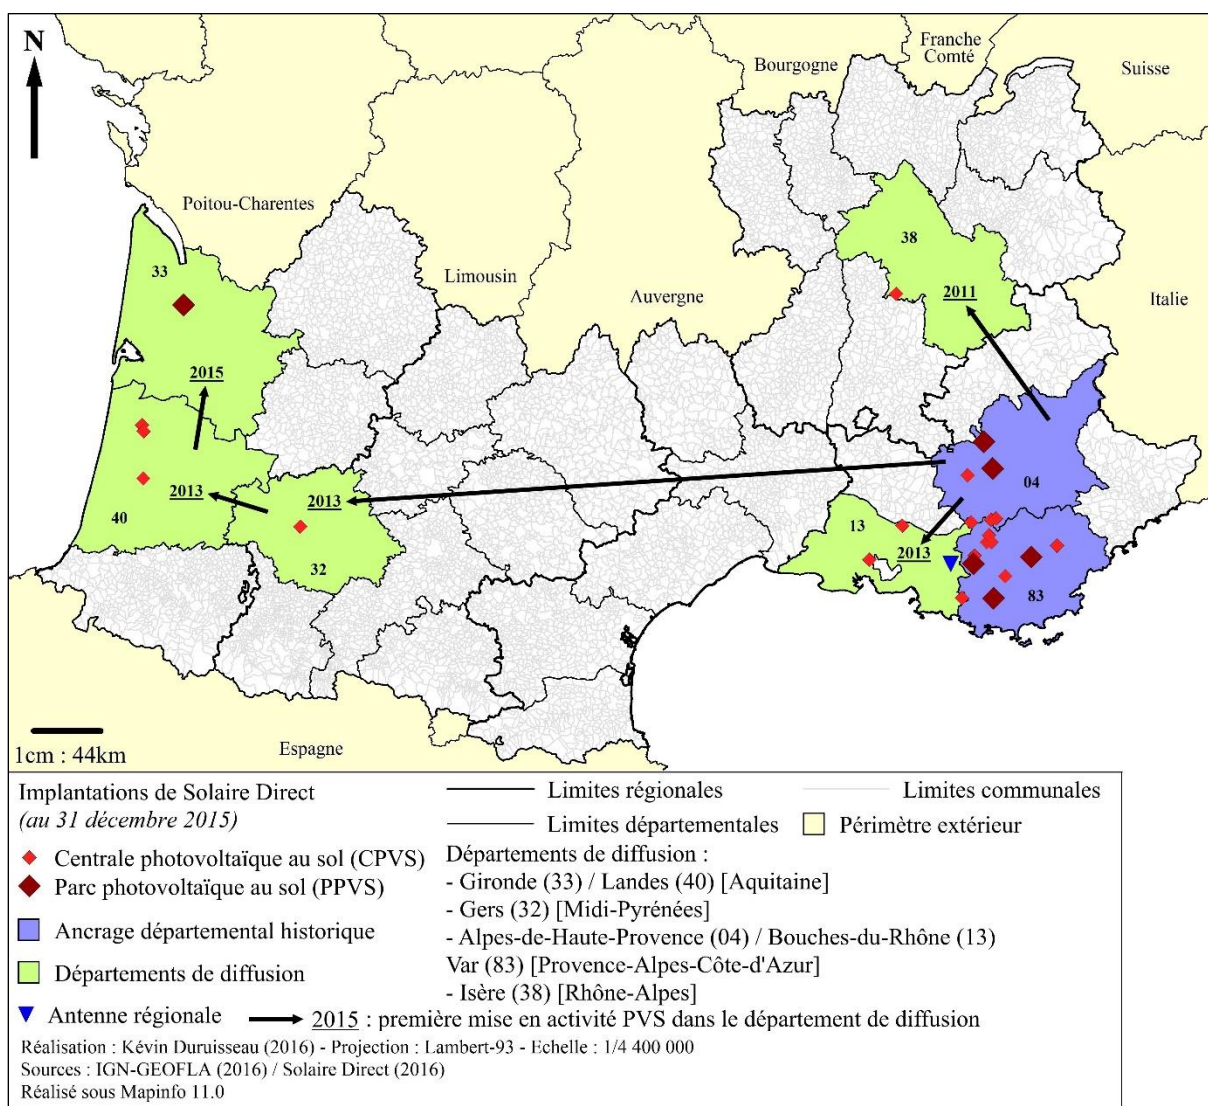 N
Franche
Comté
Bourgogne
Suisse
Poitou-Charentes
38
33
Limousin
Auvergne
2011
Italie
2015
2013
2013
04
40
13
2013
32
83
1cm : 44km
Espagne
Implantations de Solaire Direct
(au 31 décembre 2015)
Centrale photovoltaïque au sol (CPVS)
Parc photovoltaïque au sol (PPVS)
Ancrage départemental historique
Départements de diffusion
Antenne régionale
Limites régionales
Limites communales
Limites départementales
Périmètre extérieur
Départements de diffusion :
- Gironde (33) / Landes (40) [Aquitaine]
- Gers (32) [Midi-Pyrénées]
- Alpes-de-Haute-Provence (04) / Bouches-du-Rhône (13)
Var (83) [Provence-Alpes-Côte-d'Azur]
- Isère (38) [Rhône-Alpes]
2015 : première mise en activité PVS dans le département de diffusion
Réalisation : Kévin Duruisseau (2016) - Projection : Lambert-93 - Echelle : 1/4 400 000
Sources : IGN-GEOFLA (2016) / Solaire Direct (2016)
Réalisé sous Mapinfo 11.0